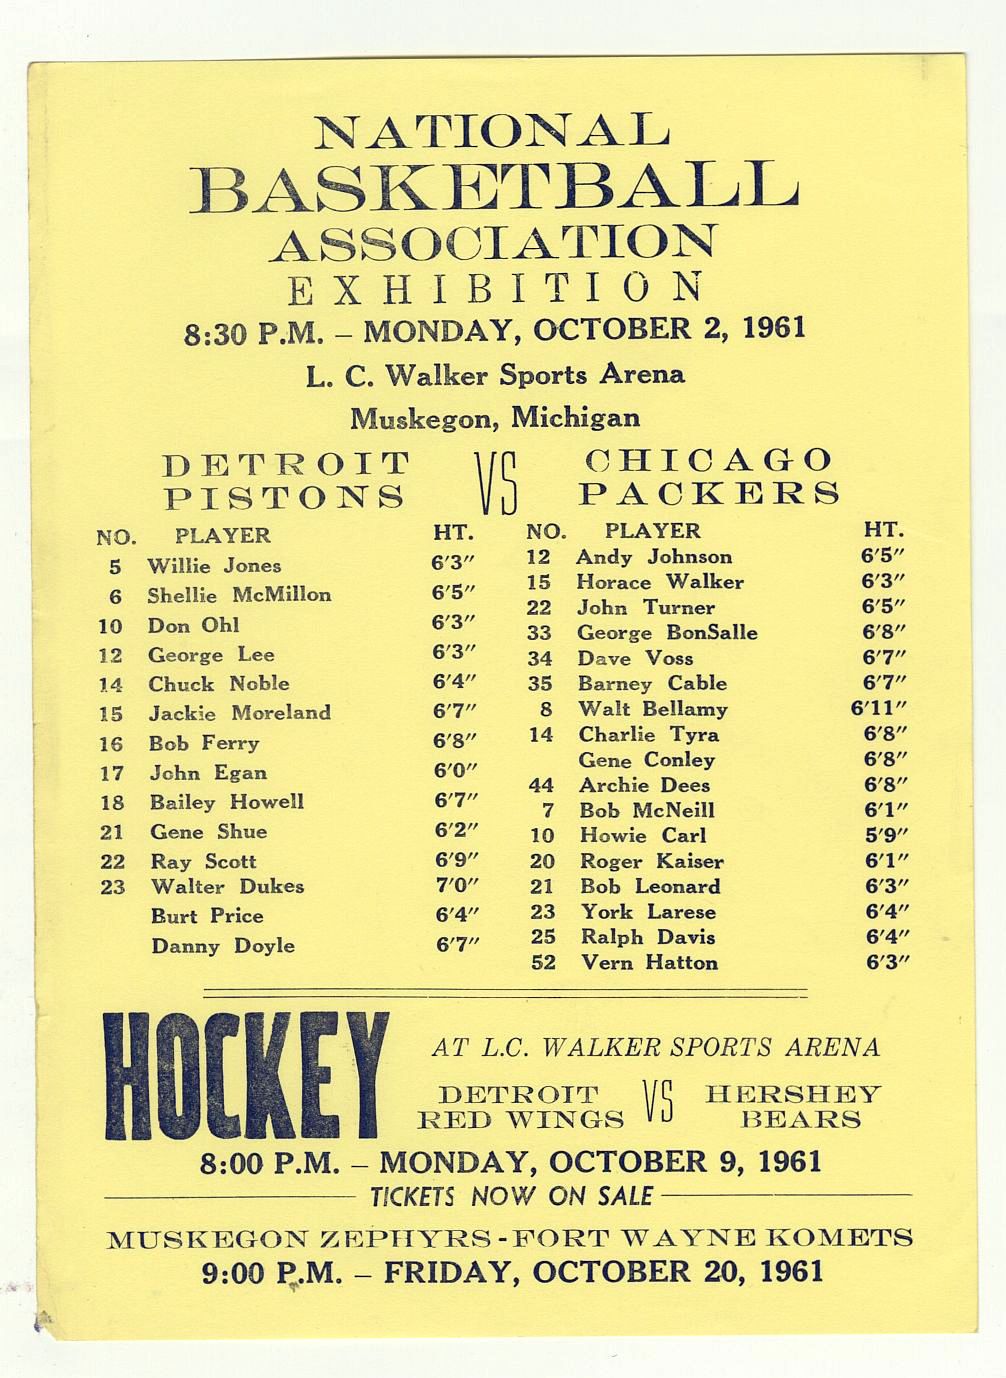 NATIONAL
BASKETBALL
ASSOCIATION
EXHIBITION
8:30 P.M. – MONDAY, OCTOBER 2, 1961
L. C. Walker Sports Arena
Muskegon, Michigan
DETROIT
PISTONS
VS
CHICAGO
PACKERS
NO. PLAYER HT.
5 Willie Jones 6'3"
6 Shellie McMillon 6'5"
10 Don Ohl 6'3"
12 George Lee 6'3"
14 Chuck Noble 6'4"
15 Jackie Moreland 6'7"
16 Bob Ferry 6'8"
17 John Egan 6'0"
18 Bailey Howell 6'7"
21 Gene Shue 6'2"
22 Ray Scott 6'9"
23 Walter Dukes 7'0"
Burt Price 6'4"
Danny Doyle 6'7"
NO. PLAYER HT.
12 Andy Johnson 6'5"
15 Horace Walker 6'3"
22 John Turner 6'5"
33 George BonSalle 6'8"
34 Dave Voss 6'7"
35 Barney Cable 6'7"
8 Walt Bellamy 6'11"
14 Charlie Tyra 6'8"
Gene Conley 6'8"
44 Archie Dees 6'8"
7 Bob McNeill 6'1"
10 Howie Carl 5'9"
20 Roger Kaiser 6'1"
21 Bob Leonard 6'3"
23 York Larese 6'4"
25 Ralph Davis 6'4"
52 Vern Hatton 6'3"
HOCKEY
AT L.C. WALKER SPORTS ARENA
DETROIT
RED WINGS
VS
HERSHEY
BEARS
8:00 P.M. – MONDAY, OCTOBER 9, 1961
TICKETS NOW ON SALE
MUSKEGON ZEPHYRS - FORT WAYNE KOMETS
9:00 P.M. – FRIDAY, OCTOBER 20, 1961